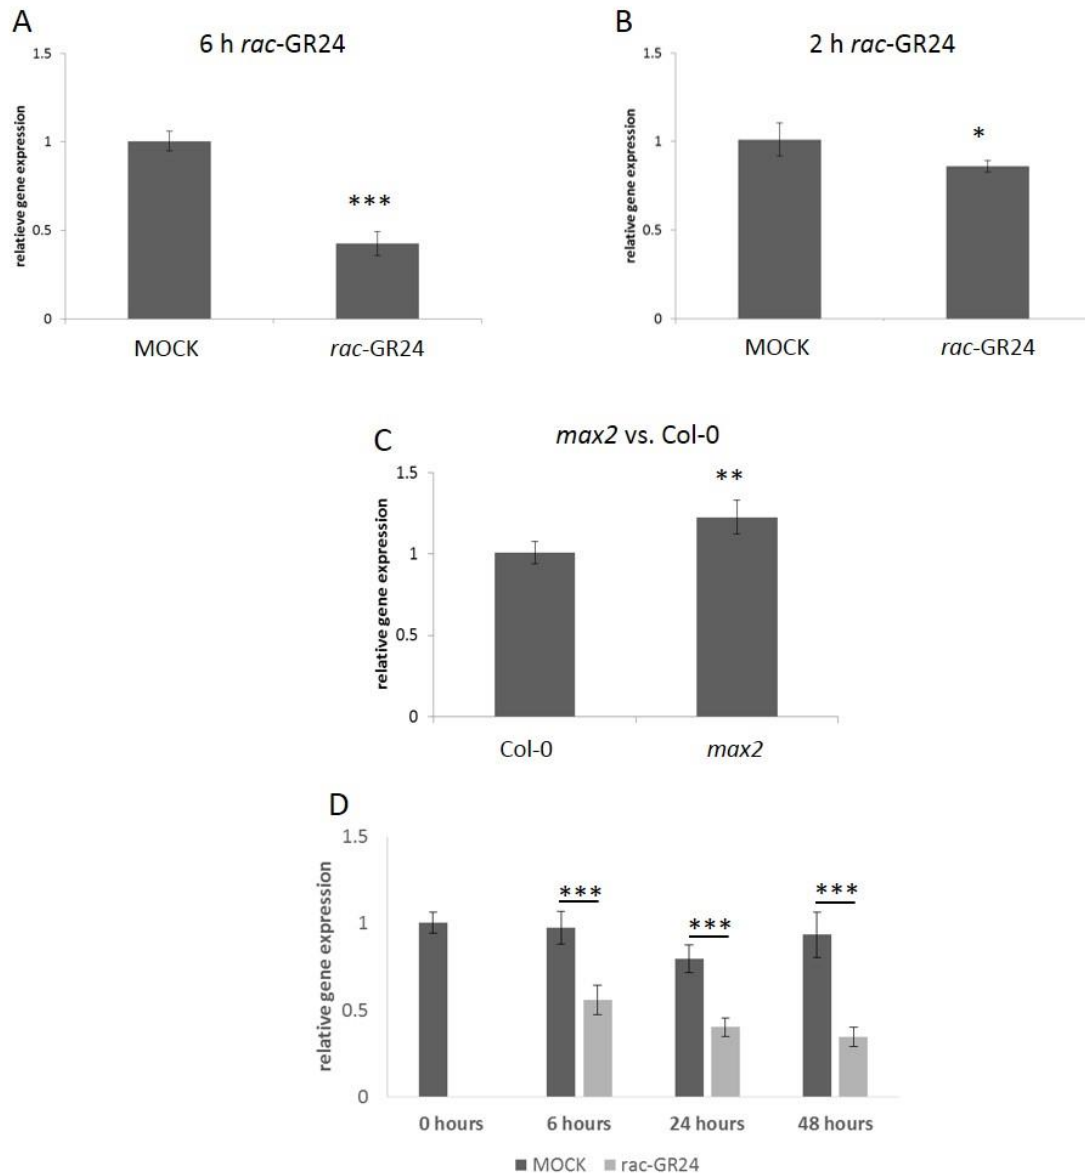 A
6 h rac-GR24
relatieve gene expression
1.5
1
0.5
0
***
MOCK
rac-GR24
B
2 h rac-GR24
relative gene expression
1.5
1
0.5
0
*
MOCK
rac-GR24
C
max2 vs. Col-0
relative gene expression
1.5
1
0.5
0
**
Col-0
max2
D
relative gene expression
1.5
1
0.5
0
***
***
***
0 hours
6 hours
24 hours
48 hours
MOCK
rac-GR24